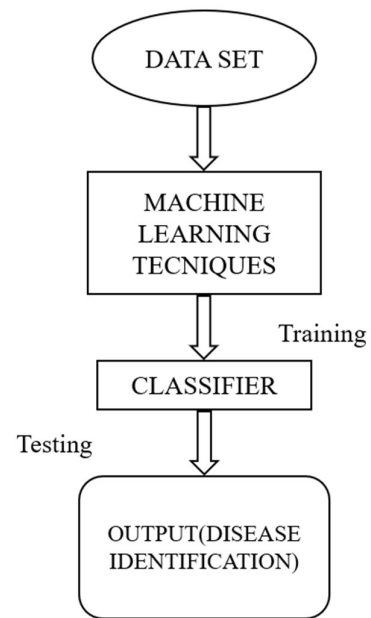 DATA SET
MACHINE
LEARNING
TECNIQUES
Training
CLASSIFIER
Testing
OUTPUT(DISEASE
IDENTIFICATION)